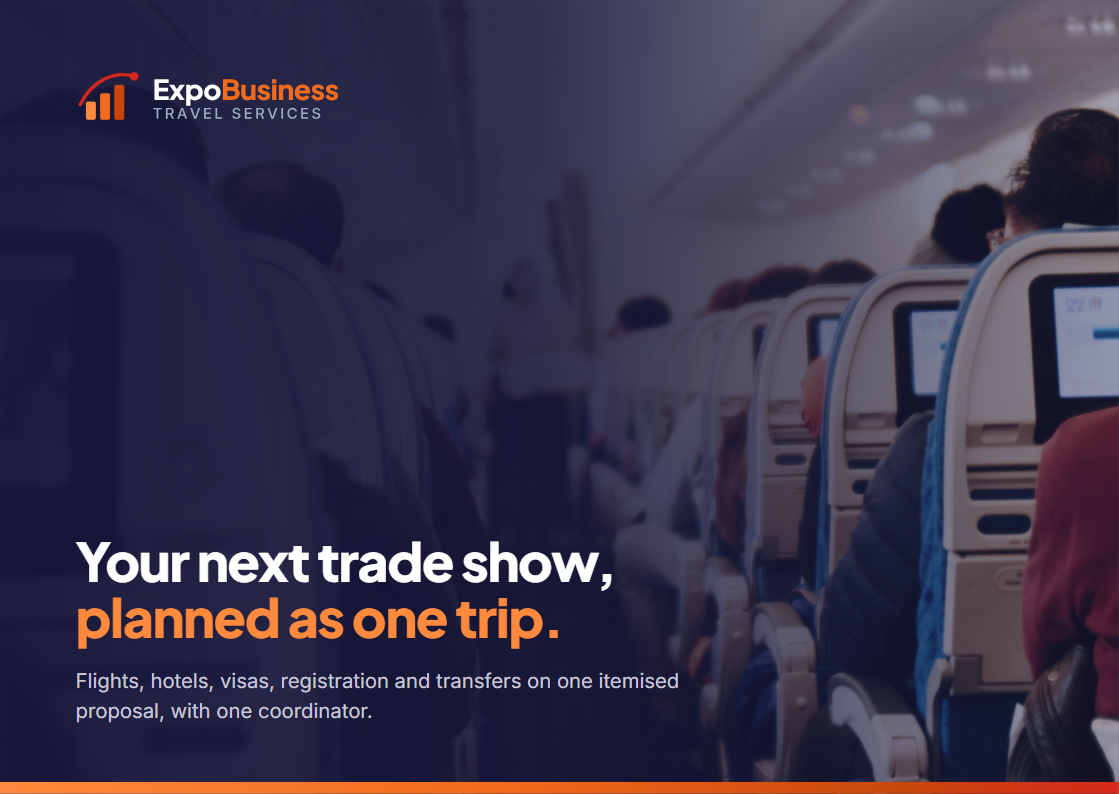 ExpoBusiness
TRAVEL SERVICES
Your next trade show,
planned as one trip.
Flights, hotels, visas, registration and transfers on one itemised
proposal, with one coordinator.